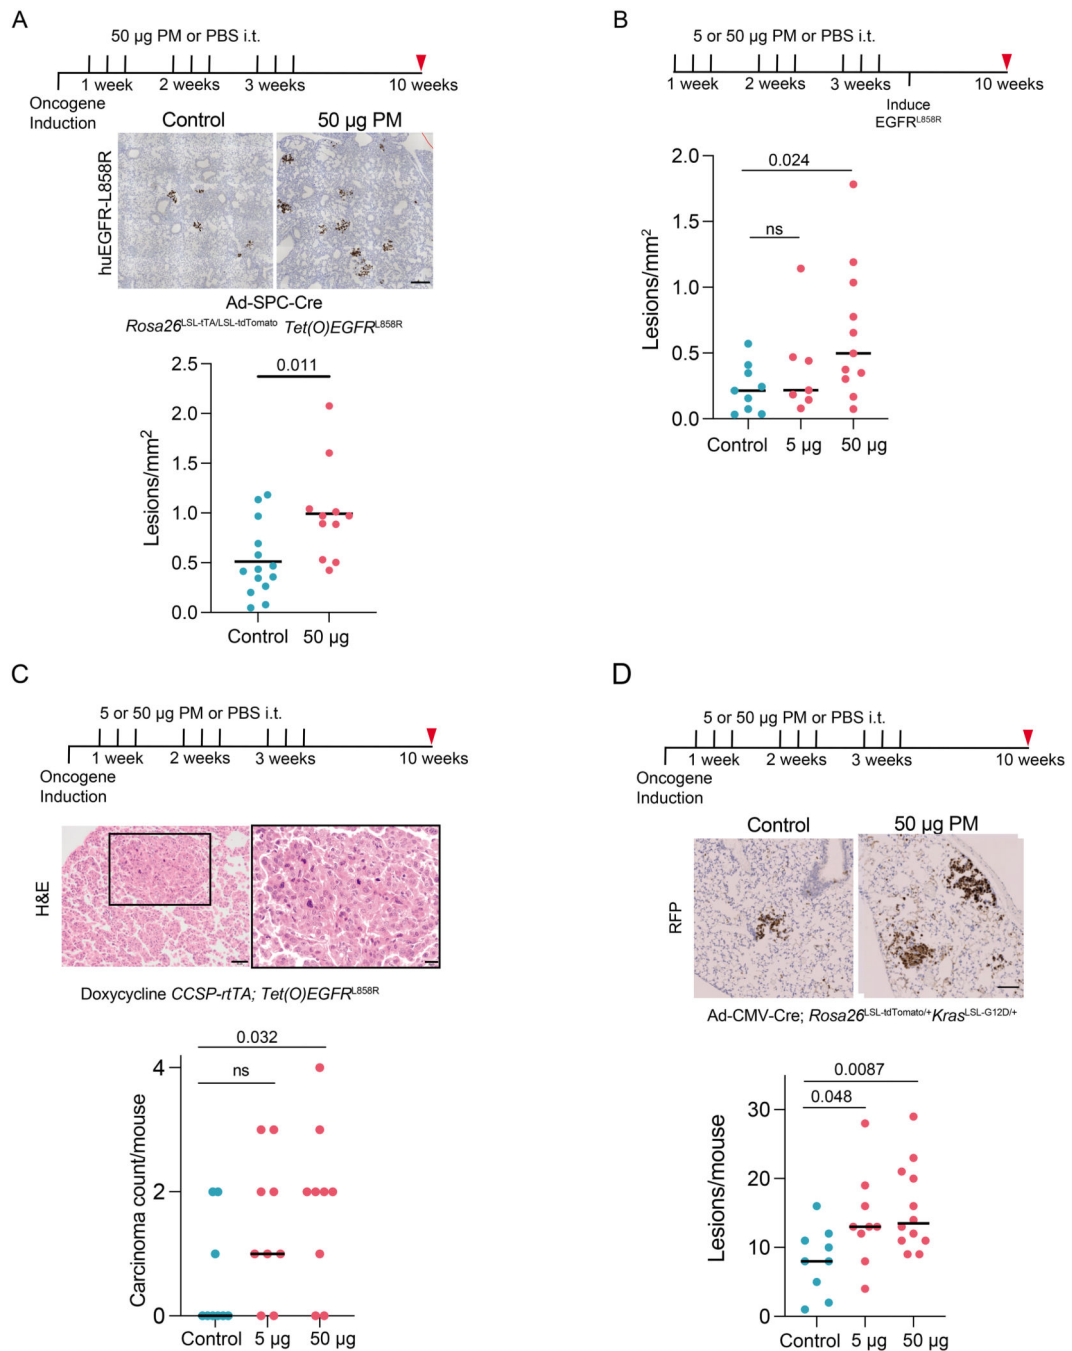 A
50 µg PM or PBS i.t.
1 week 2 weeks 3 weeks 10 weeks
Oncogene
Induction
Control 50 µg PM
huEGFR-L858R
Ad-SPC-Cre
Rosa26LSL-tTA/LSL-tdTomato Tet(O)EGFRL858R
2.5
2.0
1.5
1.0
0.5
0.0
Lesions/mm2
0.011
Control 50 µg
B
5 or 50 µg PM or PBS i.t.
1 week 2 weeks 3 weeks 10 weeks
Induce
EGFRL858R
2.0
1.5
1.0
0.5
0.0
Lesions/mm2
0.024
ns
Control 5 µg 50 µg
C
5 or 50 µg PM or PBS i.t.
1 week 2 weeks 3 weeks 10 weeks
Oncogene
Induction
H&E
Doxycycline CCSP-rtTA; Tet(O)EGFRL858R
4
2
0
Carcinoma count/mouse
0.032
ns
Control 5 µg 50 µg
D
5 or 50 µg PM or PBS i.t.
1 week 2 weeks 3 weeks 10 weeks
Oncogene
Induction
Control 50 µg PM
RFP
Ad-CMV-Cre; Rosa26LSL-tdTomato/+KrasLSL-G12D/+
30
20
10
0
Lesions/mouse
0.0087
0.048
Control 5 µg 50 µg